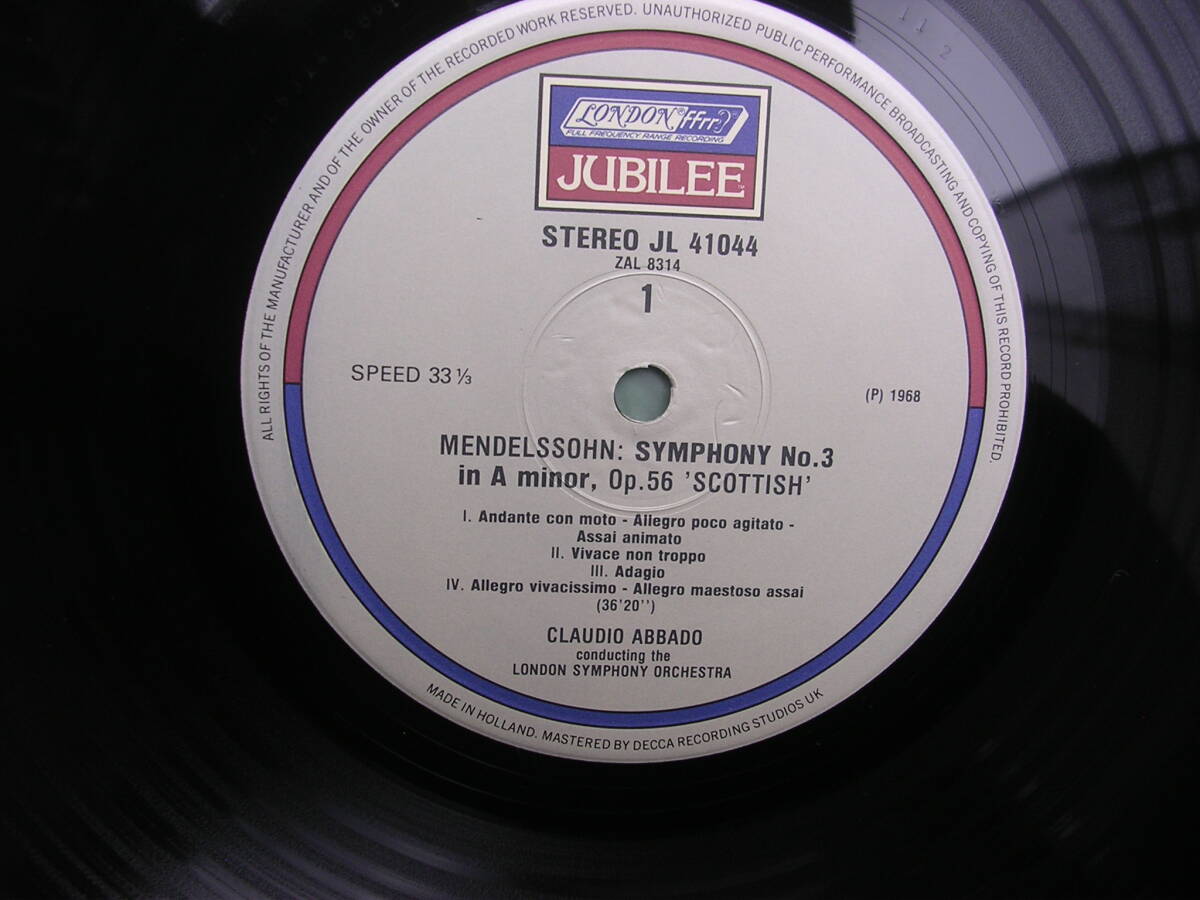 ALL RIGHTS OF THE MANUFACTURER AND OF THE OWNER OF THE RECORDED WORK RESERVED. UNAUTHORIZED PUBLIC PERFORMANCE BROADCASTING AND COPYING OF THIS RECORD PROHIBITED.
LONDON® ffrr™
FULL FREQUENCY RANGE RECORDING
JUBILEE™
STEREO JL 41044
ZAL 8314
1
SPEED 33 ⅓
(P) 1968
MENDELSSOHN: SYMPHONY No.3
in A minor, Op.56 'SCOTTISH'
I. Andante con moto - Allegro poco agitato -
Assai animato
II. Vivace non troppo
III. Adagio
IV. Allegro vivacissimo - Allegro maestoso assai
(36'20'')
CLAUDIO ABBADO
conducting the
LONDON SYMPHONY ORCHESTRA
MADE IN HOLLAND. MASTERED BY DECCA RECORDING STUDIOS UK